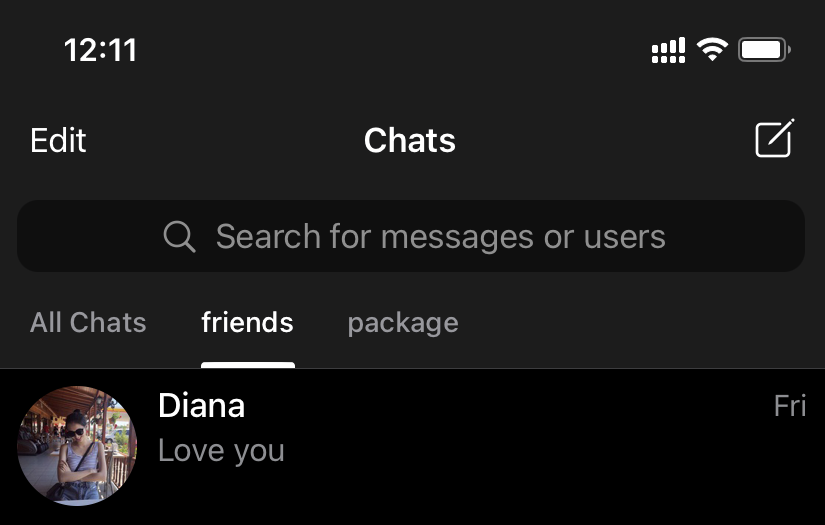 12:11
Edit Chats
Search for messages or users
All Chats friends package
Diana Fri
Love you